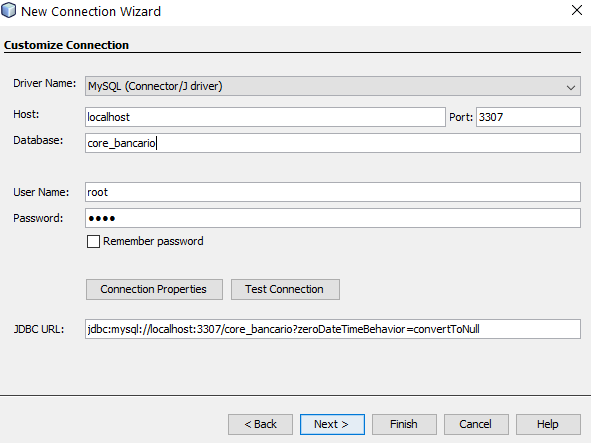 New Connection Wizard
Customize Connection
Driver Name: MySQL (Connector/J driver)
Host: localhost Port: 3307
Database: core_bancario
User Name: root
Password: ●●●●
Remember password
Connection Properties Test Connection
JDBC URL: jdbc:mysql://localhost:3307/core_bancario?zeroDateTimeBehavior=convertToNull
< Back Next > Finish Cancel Help